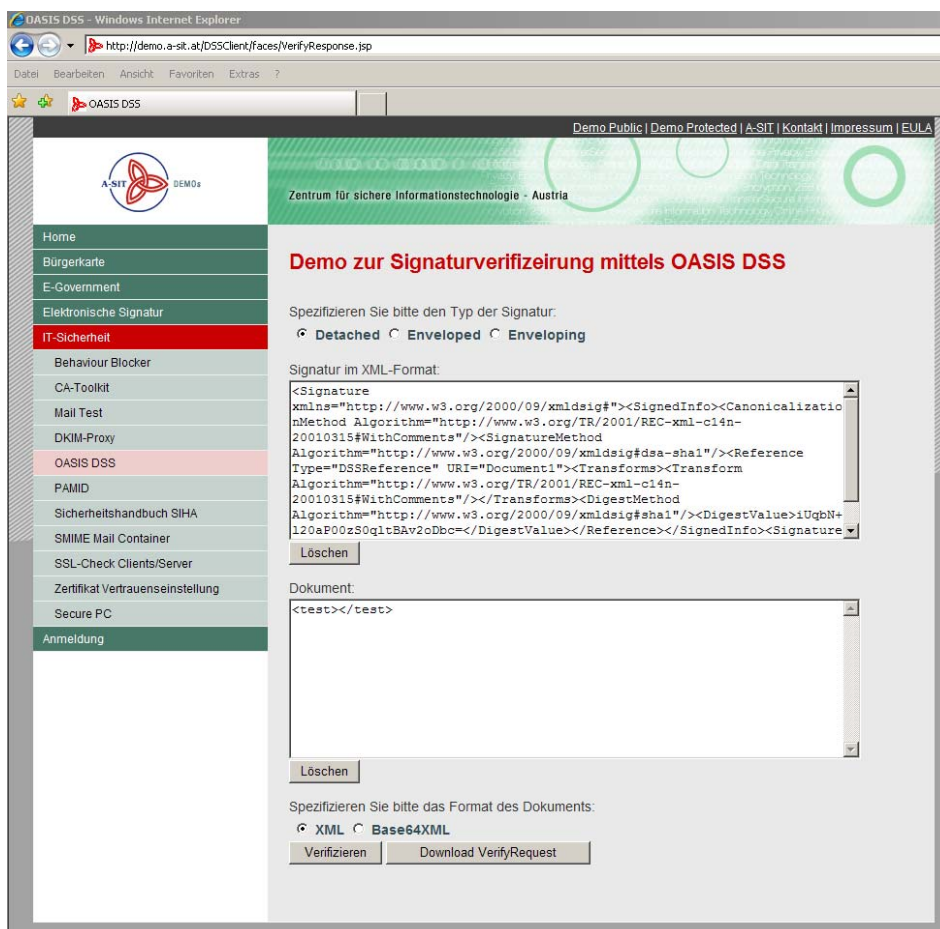 OASIS DSS - Windows Internet Explorer
http://demo.a-sit.at/DSSClient/faces/VerifyResponse.jsp
Datei Bearbeiten Ansicht Favoriten Extras ?
OASIS DSS
Demo Public | Demo Protected | A-SIT | Kontakt | Impressum | EULA
A-SIT DEMOs
Zentrum für sichere Informationstechnologie - Austria
Home
Bürgerkarte
E-Government
Elektronische Signatur
IT-Sicherheit
Behaviour Blocker
CA-Toolkit
Mail Test
DKIM-Proxy
OASIS DSS
PAMID
Sicherheitshandbuch SIHA
SMIME Mail Container
SSL-Check Clients/Server
Zertifikat Vertrauenseinstellung
Secure PC
Anmeldung
Demo zur Signaturverifizeirung mittels OASIS DSS
Spezifizieren Sie bitte den Typ der Signatur:
Detached Enveloped Enveloping
Signatur im XML-Format:
<Signature
xmlns="http://www.w3.org/2000/09/xmldsig#"><SignedInfo><Canonicalizatio
nMethod Algorithm="http://www.w3.org/TR/2001/REC-xml-c14n-
20010315#WithComments"/><SignatureMethod
Algorithm="http://www.w3.org/2000/09/xmldsig#dsa-sha1"/><Reference
Type="DSSReference" URI="Document1"><Transforms><Transform
Algorithm="http://www.w3.org/TR/2001/REC-xml-c14n-
20010315#WithComments"/></Transforms><DigestMethod
Algorithm="http://www.w3.org/2000/09/xmldsig#sha1"/><DigestValue>iUqbN+
l20aP00zS0qltBAv2oDbc=</DigestValue></Reference></SignedInfo><Signature
Löschen
Dokument:
<test></test>
Löschen
Spezifizieren Sie bitte das Format des Dokuments:
XML Base64XML
Verifizieren Download VerifyRequest